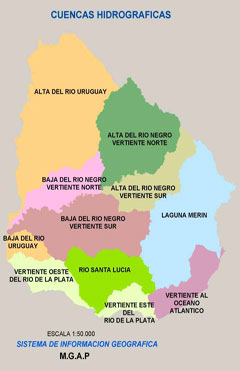 CUENCAS HIDROGRAFICAS
ALTA DEL RIO URUGUAY
ALTA DEL RIO NEGRO
VERTIENTE NORTE
BAJA DEL RIO NEGRO
VERTIENTE NORTE
ALTA DEL RIO NEGRO
VERTIENTE SUR
BAJA DEL RIO NEGRO
VERTIENTE SUR
LAGUNA MERIN
BAJA DEL RIO
URUGUAY
VERTIENTE OESTE
DEL RIO DE LA PLATA
RIO SANTA LUCIA
VERTIENTE ESTE
DEL
RIO DE LA PLATA
VERTIENTE AL
OCEANO
ATLANTICO
ESCALA 1:50.000
SISTEMA DE INFORMACION GEOGRAFICA
M.G.A.P